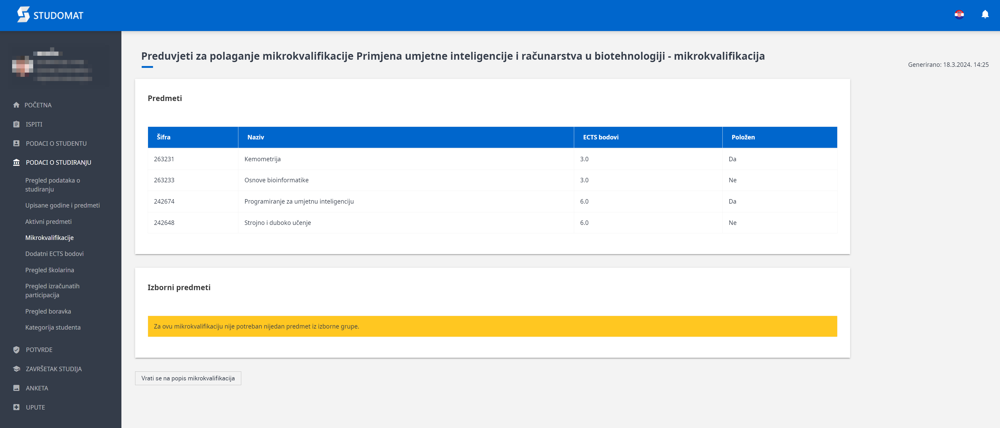 STUDOMAT
POČETNA
ISPITI
PODACI O STUDENTU
PODACI O STUDIRANJU
Pregled podataka o
studiranju
Upisane godine i predmeti
Aktivni predmeti
Mikrokvalifikacije
Dodatni ECTS bodovi
Pregled školarina
Pregled izračunatih
participacija
Pregled boravka
Kategorija studenta
POTVRDE
ZAVRŠETAK STUDIJA
ANKETA
UPUTE
Preduvjeti za polaganje mikrokvalifikacije Primjena umjetne inteligencije i računarstva u biotehnologiji - mikrokvalifikacija
Generirano: 18.3.2024. 14:25
Predmeti
Šifra Naziv ECTS bodovi Položen
263231 Kemometrija 3.0 Da
263233 Osnove bioinformatike 3.0 Ne
242674 Programiranje za umjetnu inteligenciju 6.0 Da
242648 Strojno i duboko učenje 6.0 Ne
Izborni predmeti
Za ovu mikrokvalifikaciju nije potreban nijedan predmet iz izborne grupe.
Vrati se na popis mikrokvalifikacija